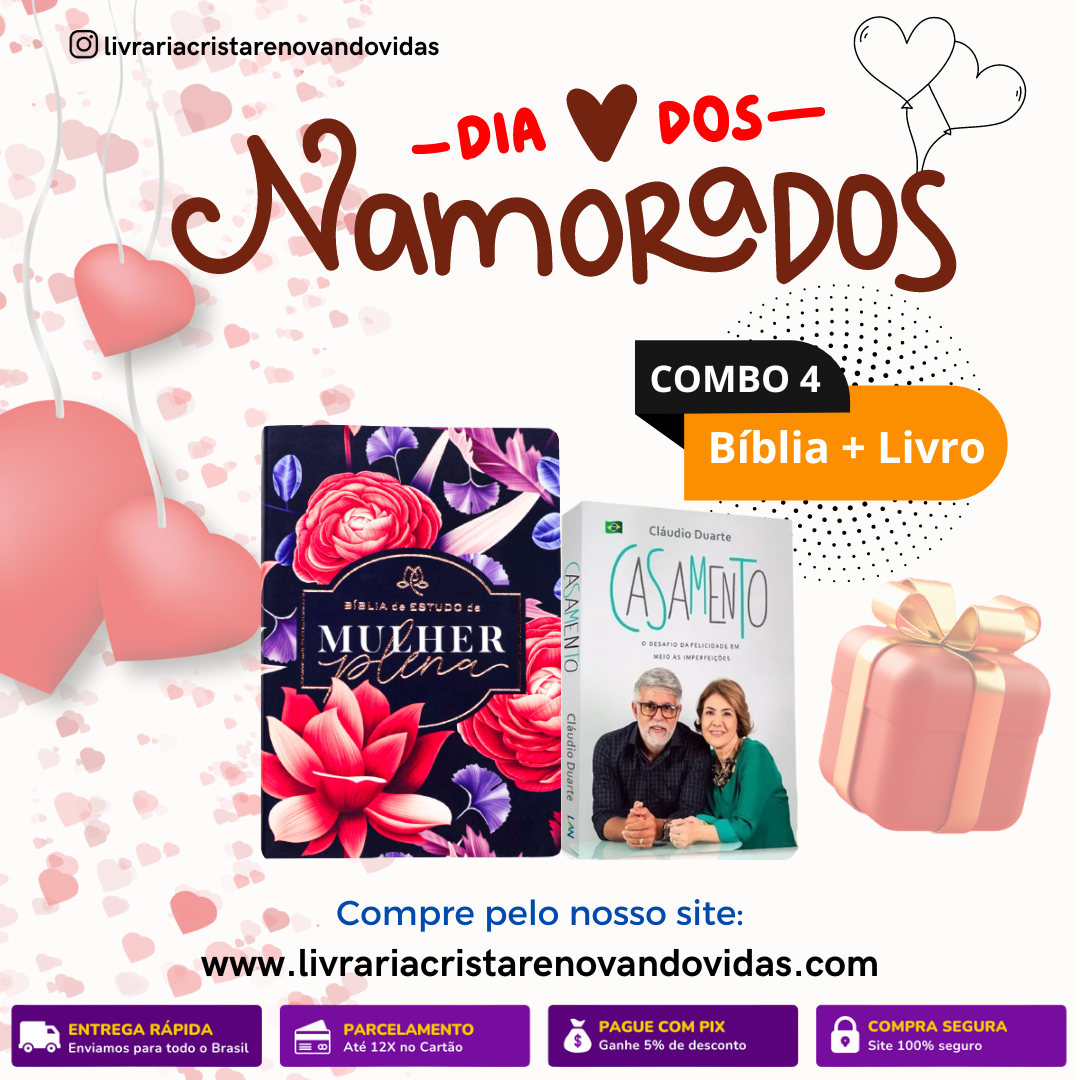 livrariacristarenovandovidas
DIA DOS
Namorados
COMBO 4
Bíblia + Livro
BÍBLIA de ESTUDO da
MULHER
plena
Cláudio Duarte
CASAMENTO
O DESAFIO DA FELICIDADE EM
MEIO ÀS IMPERFEIÇÕES
CASAMENTO
Cláudio Duarte
LAN
Compre pelo nosso site:
www.livrariacristarenovandovidas.com
ENTREGA RÁPIDA
Enviamos para todo o Brasil
PARCELAMENTO
Até 12X no Cartão
PAGUE COM PIX
Ganhe 5% de desconto
COMPRA SEGURA
Site 100% seguro